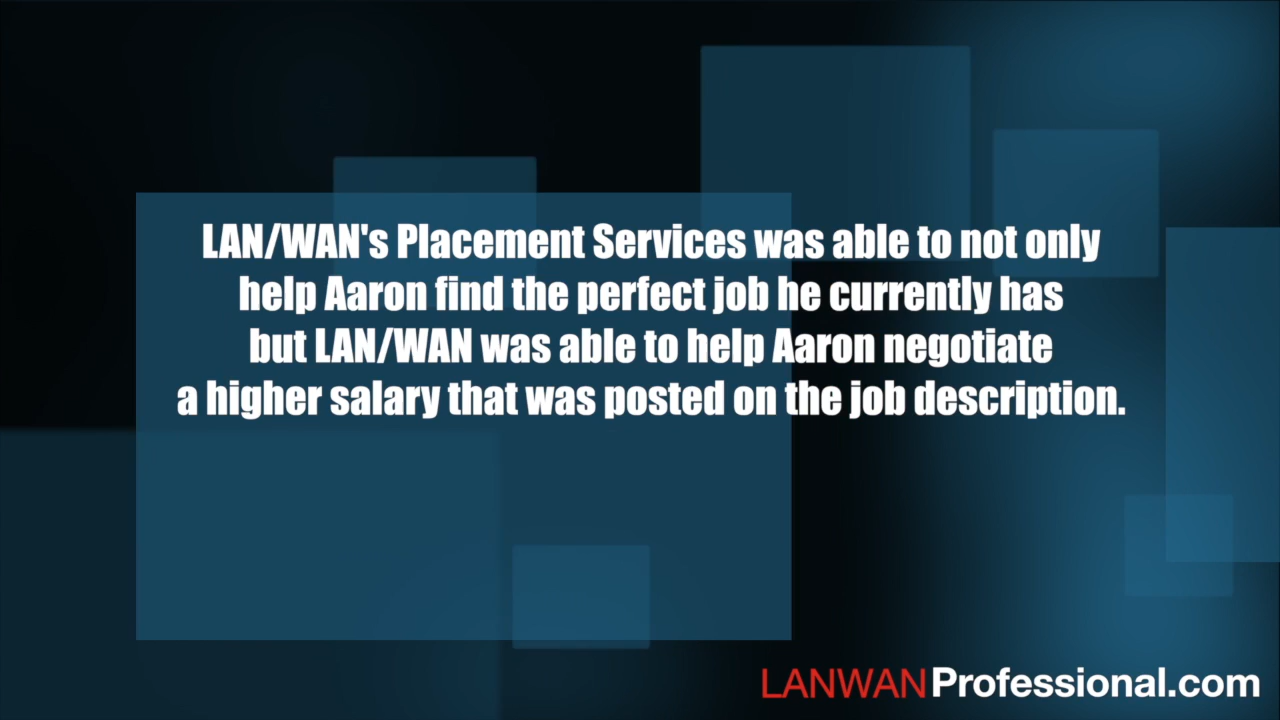 LAN/WAN's Placement Services was able to not only
help Aaron find the perfect job he currently has
but LAN/WAN was able to help Aaron negotiate
a higher salary that was posted on the job description.
LANWANProfessional.com